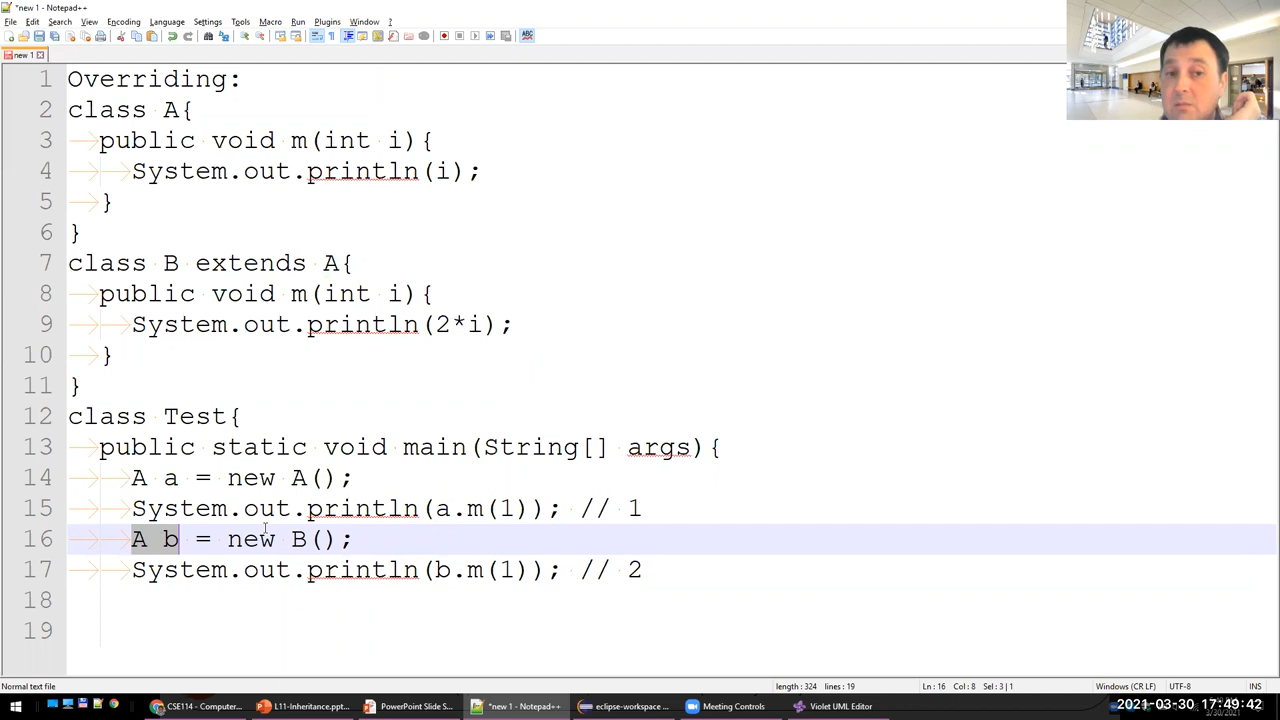 *new 1 - Notepad++
File Edit Search View Encoding Language Settings Tools Macro Run Plugins Window ?
new 1
1 Overriding:
2 class A{
3 public void m(int i){
4 System.out.println(i);
5 }
6 }
7 class B extends A{
8 public void m(int i){
9 System.out.println(2*i);
10 }
11 }
12 class Test{
13 public static void main(String[] args){
14 A a = new A();
15 System.out.println(a.m(1)); // 1
16 A b = new B();
17 System.out.println(b.m(1)); // 2
18
19
Normal text file length : 324 lines : 19 Ln : 16 Col : 8 Sel : 3 | 1 Windows (CR LF) UTF-8 INS
CSE114 - Computer... L11-Inheritance.ppt... PowerPoint Slide S... *new 1 - Notepad++ eclipse-workspace ... Meeting Controls Violet UML Editor
2021-03-30 17:49:42
3/30/2021